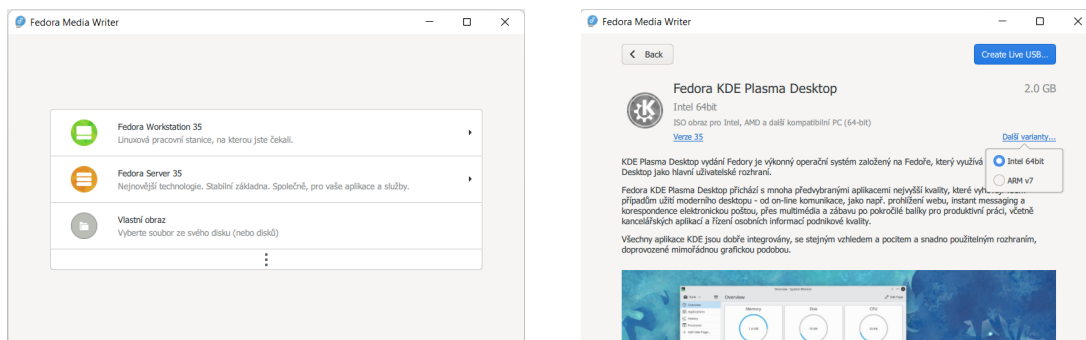 Fedora Media Writer
Fedora Workstation 35
Linuxová pracovní stanice, na kterou jste čekali.
Fedora Server 35
Nejnovější technologie. Stabilní základna. Společně, pro vaše aplikace a služby.
Vlastní obraz
Vyberte soubor ze svého disku (nebo disků)
Fedora Media Writer
Back
Create Live USB...
Fedora KDE Plasma Desktop
2.0 GB
Intel 64bit
ISO obraz pro Intel, AMD a další kompatibilní PC (64-bit)
Verze 35
Další varianty...
Intel 64bit
ARM v7
KDE Plasma Desktop vydání Fedory je výkonný operační systém založený na Fedoře, který využívá
Desktop jako hlavní uživatelské rozhraní.
Fedora KDE Plasma Desktop přichází s mnoha předvybranými aplikacemi nejvyšší kvality, které
případům užití moderního desktopu - od on-line komunikace, jako např. prohlížení webu, instant messaging a
korespondence elektronickou poštou, přes multimédia a zábavu po pokročilé balíky pro produktivní práci, včetně
kancelářských aplikací a řízení osobních informací podnikové kvality.
Všechny aplikace KDE jsou dobře integrovány, se stejným vzhledem a pocitem a snadno použitelným rozhraním,
doprovozené mimořádnou grafickou podobou.
Overview
Memory
Disk
CPU